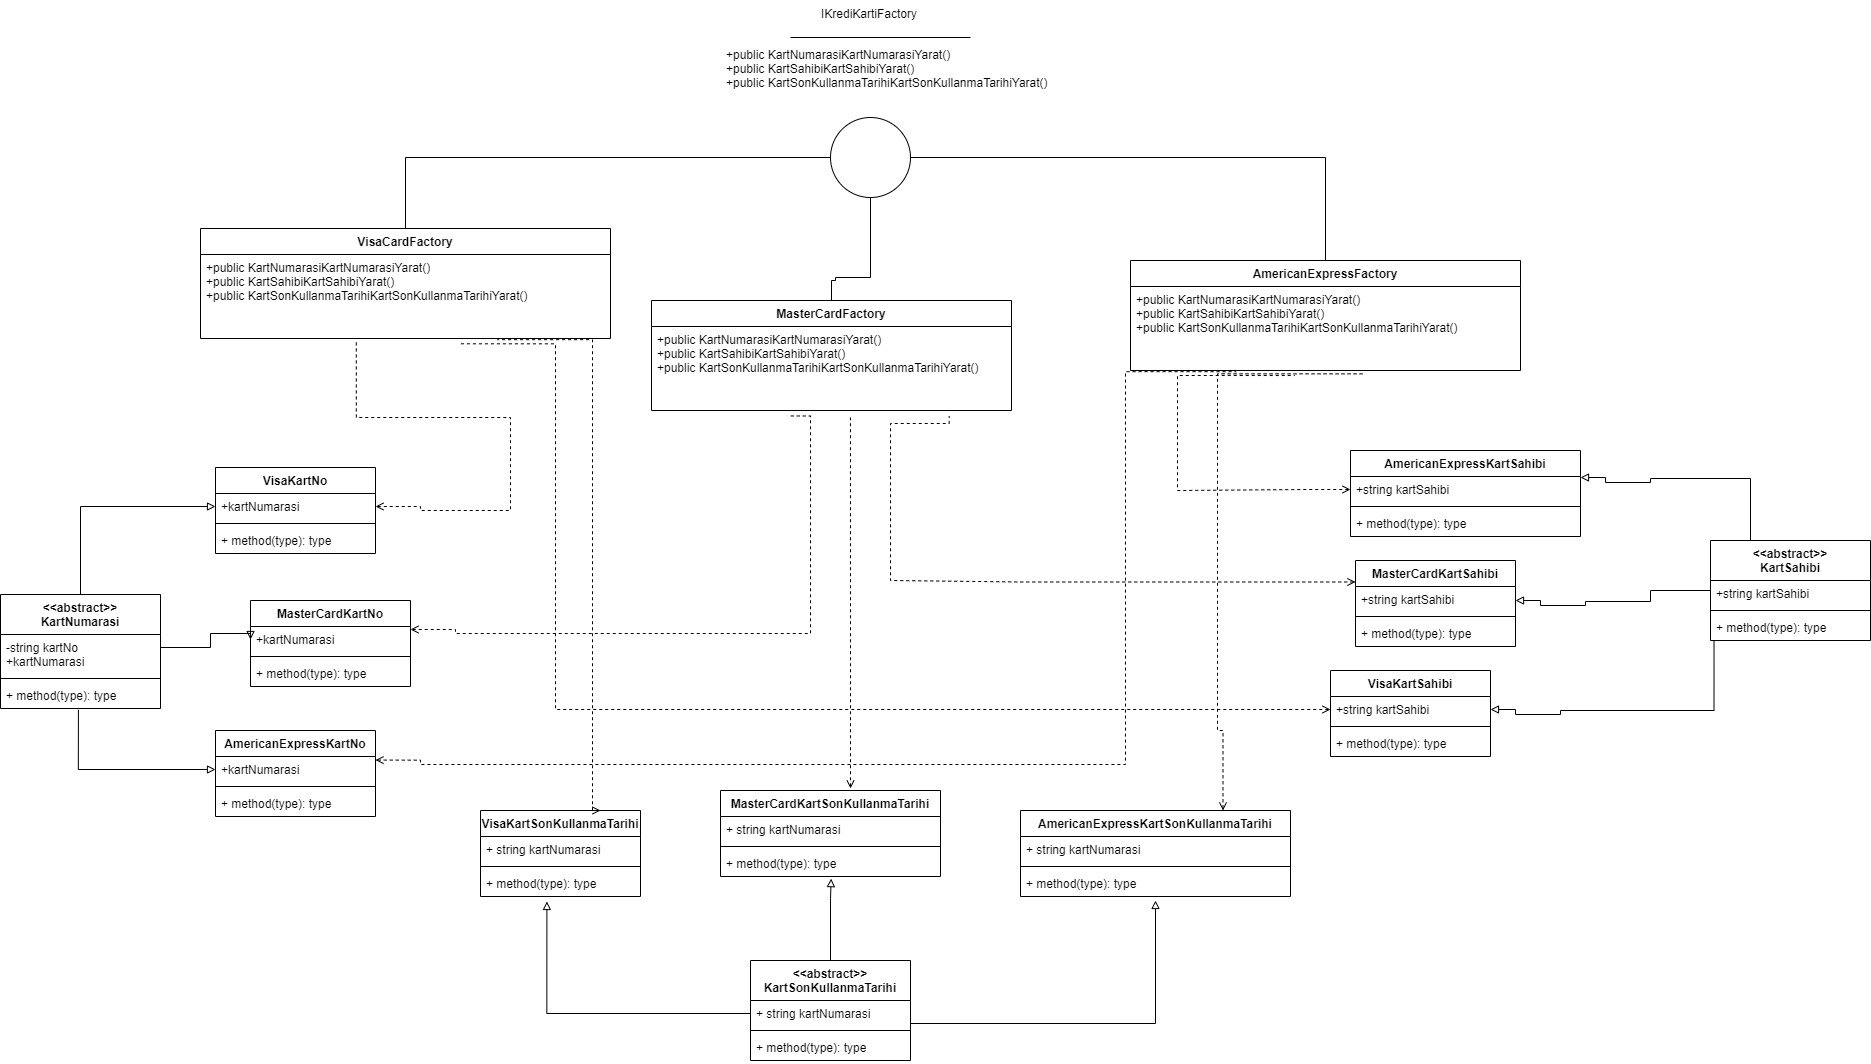 IKrediKartiFactory
+public KartNumarasiKartNumarasiYarat()
+public KartSahibiKartSahibiYarat()
+public KartSonKullanmaTarihiKartSonKullanmaTarihiYarat()
VisaCardFactory
+public KartNumarasiKartNumarasiYarat()
+public KartSahibiKartSahibiYarat()
+public KartSonKullanmaTarihiKartSonKullanmaTarihiYarat()
MasterCardFactory
+public KartNumarasiKartNumarasiYarat()
+public KartSahibiKartSahibiYarat()
+public KartSonKullanmaTarihiKartSonKullanmaTarihiYarat()
AmericanExpressFactory
+public KartNumarasiKartNumarasiYarat()
+public KartSahibiKartSahibiYarat()
+public KartSonKullanmaTarihiKartSonKullanmaTarihiYarat()
VisaKartNo
+kartNumarasi
+ method(type): type
<<abstract>>
KartNumarasi
-string kartNo
+kartNumarasi
+ method(type): type
MasterCardKartNo
+kartNumarasi
+ method(type): type
AmericanExpressKartNo
+kartNumarasi
+ method(type): type
AmericanExpressKartSahibi
+string kartSahibi
+ method(type): type
<<abstract>>
KartSahibi
+string kartSahibi
+ method(type): type
MasterCardKartSahibi
+string kartSahibi
+ method(type): type
VisaKartSahibi
+string kartSahibi
+ method(type): type
VisaKartSonKullanmaTarihi
+ string kartNumarasi
+ method(type): type
MasterCardKartSonKullanmaTarihi
+ string kartNumarasi
+ method(type): type
AmericanExpressKartSonKullanmaTarihi
+ string kartNumarasi
+ method(type): type
<<abstract>>
KartSonKullanmaTarihi
+ string kartNumarasi
+ method(type): type